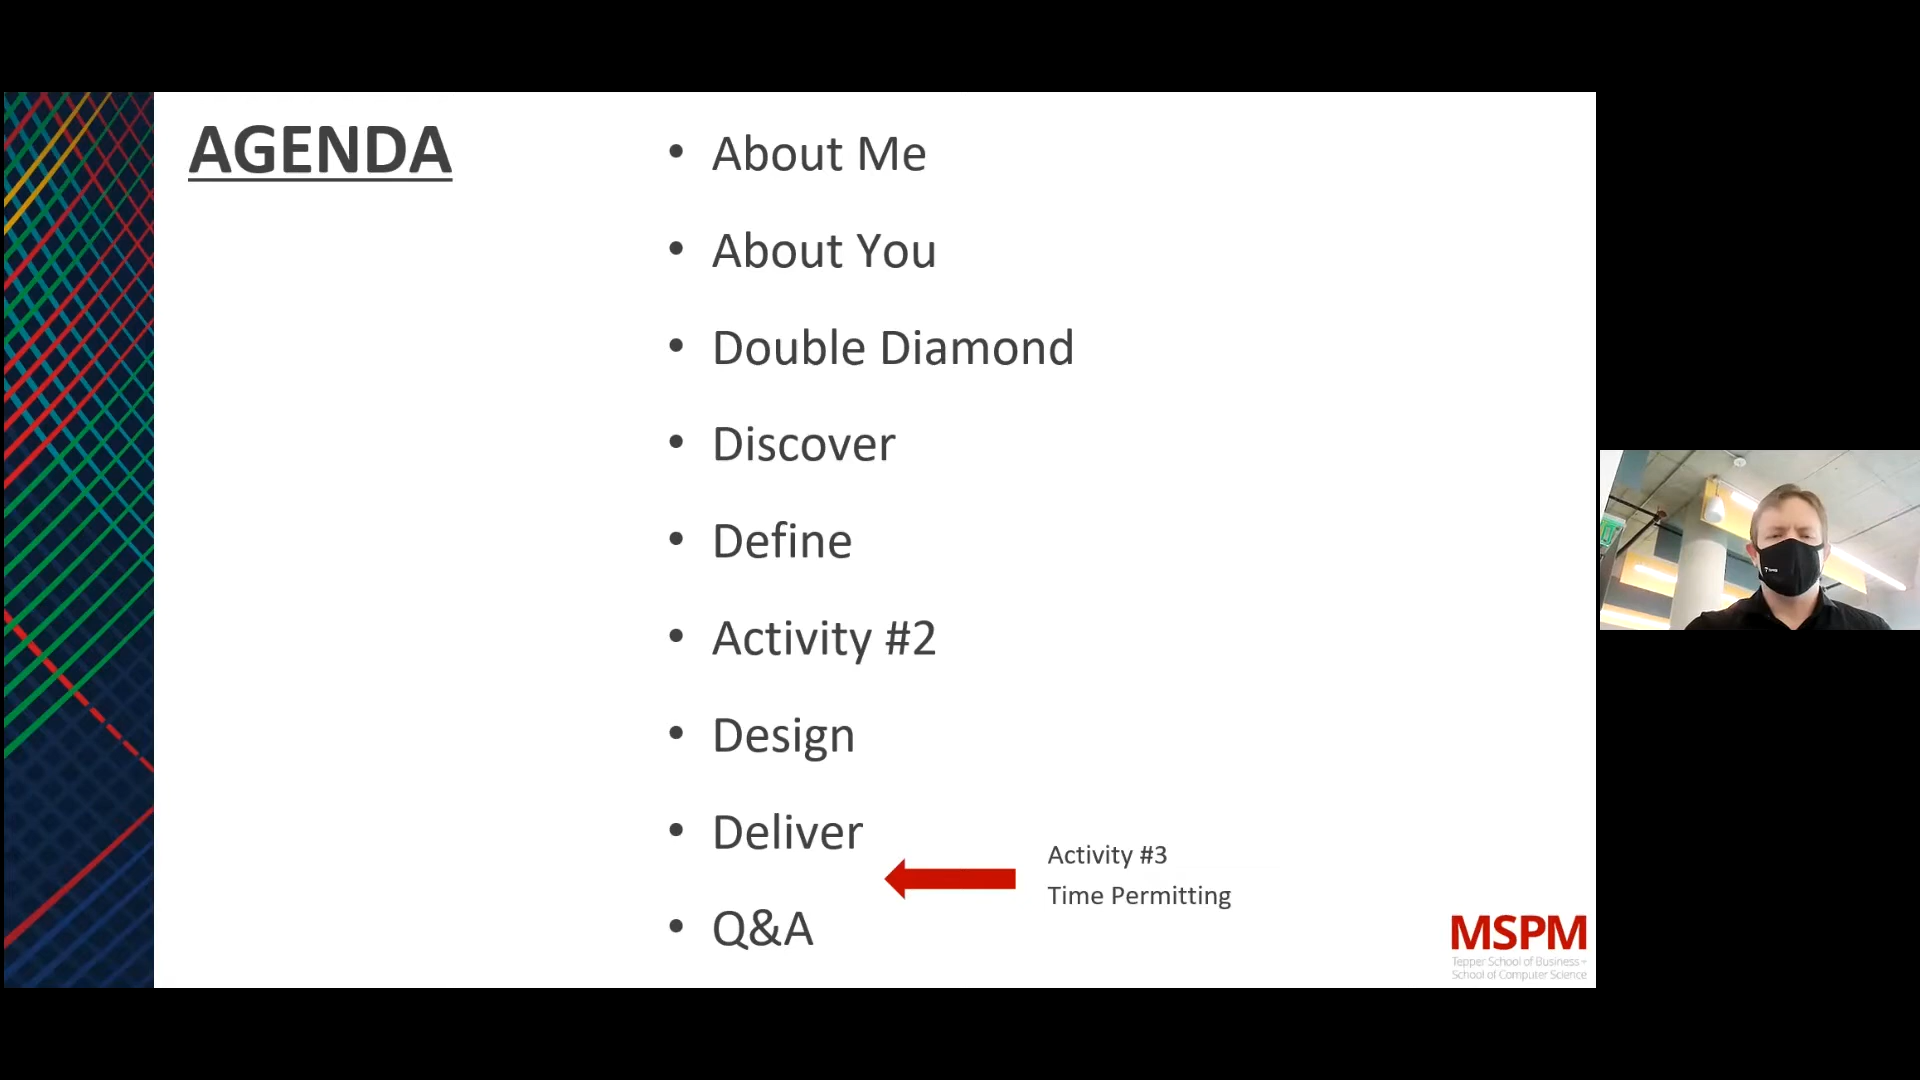 AGENDA
• About Me
• About You
• Double Diamond
• Discover
• Define
• Activity #2
• Design
• Deliver
Activity #3
Time Permitting
• Q&A
MSPM
Tepper School of Business ~
School of Computer Science